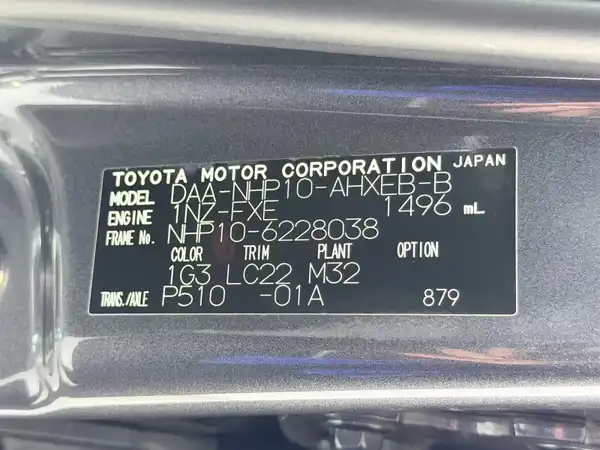 TOYOTA MOTOR CORPORATION JAPAN
MODEL DAA-NHP10-AHXEB-B
ENGINE 1NZ-FXE 1496 mL
FRAME No. NHP10-6228038
COLOR TRIM PLANT OPTION
1G3 LC22 M32
TRANS./AXLE P510 -01A 879